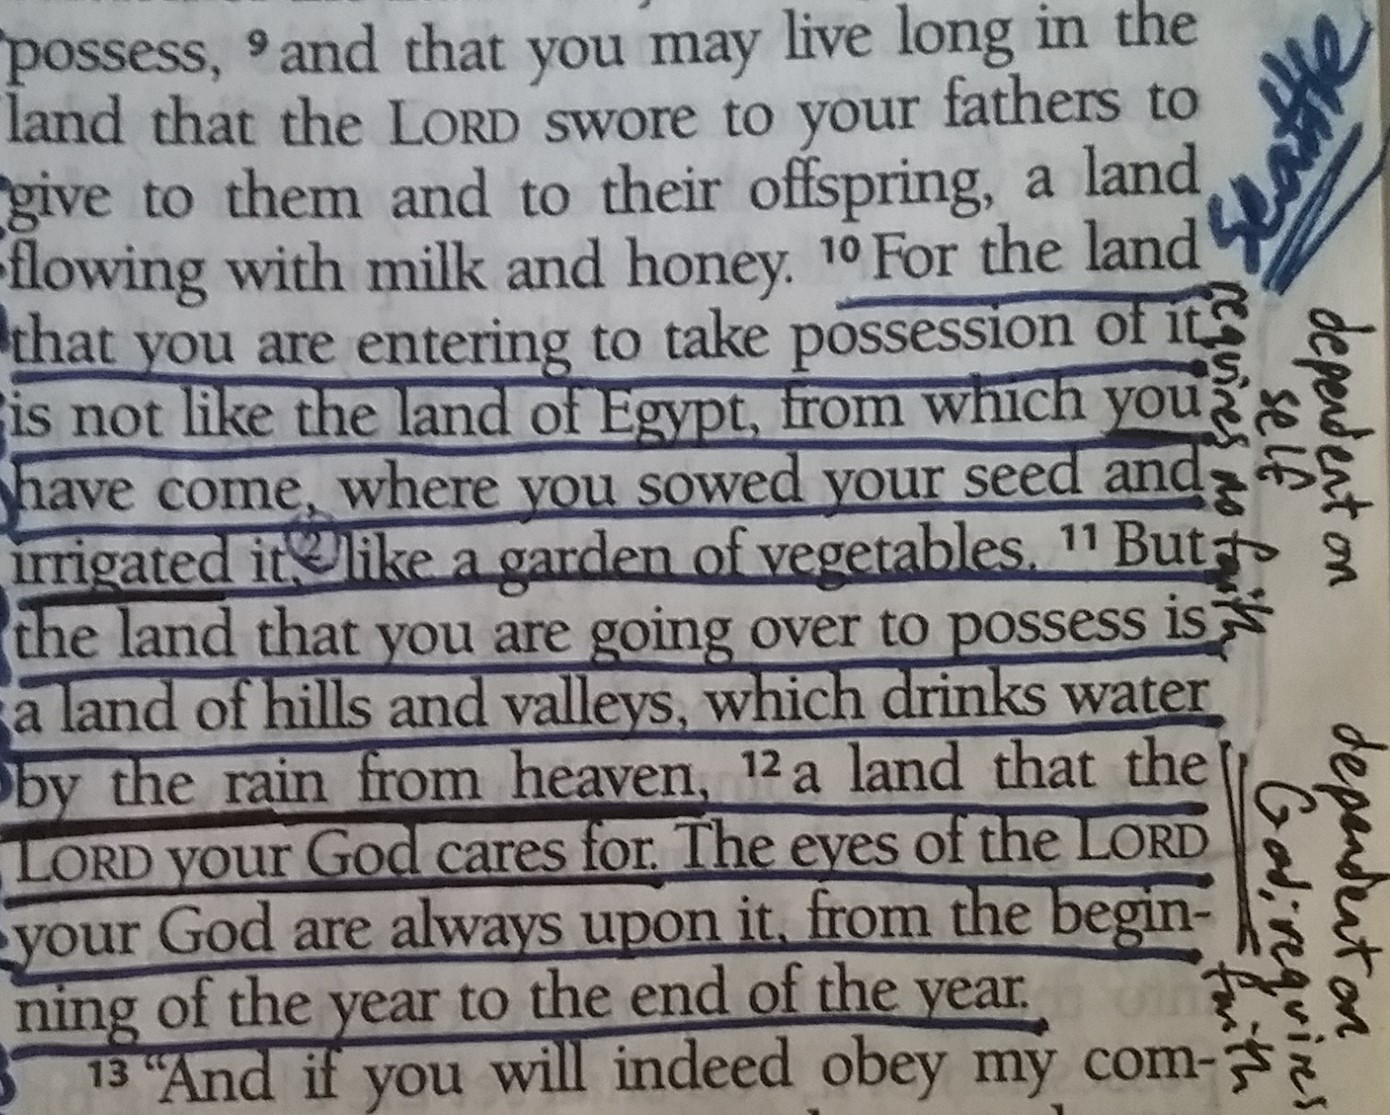 possess, 9 and that you may live long in the
land that the LORD swore to your fathers to
give to them and to their offspring, a land
flowing with milk and honey. 10 For the land
that you are entering to take possession of it
is not like the land of Egypt, from which you
have come, where you sowed your seed and
irrigated it,2 like a garden of vegetables. 11 But
the land that you are going over to possess is
a land of hills and valleys, which drinks water
by the rain from heaven, 12 a land that the
LORD your God cares for. The eyes of the LORD
your God are always upon it, from the begin-
ning of the year to the end of the year.
13 "And if you will indeed obey my com-
dependent on
self
requires no faith
dependent on
God; requires
faith